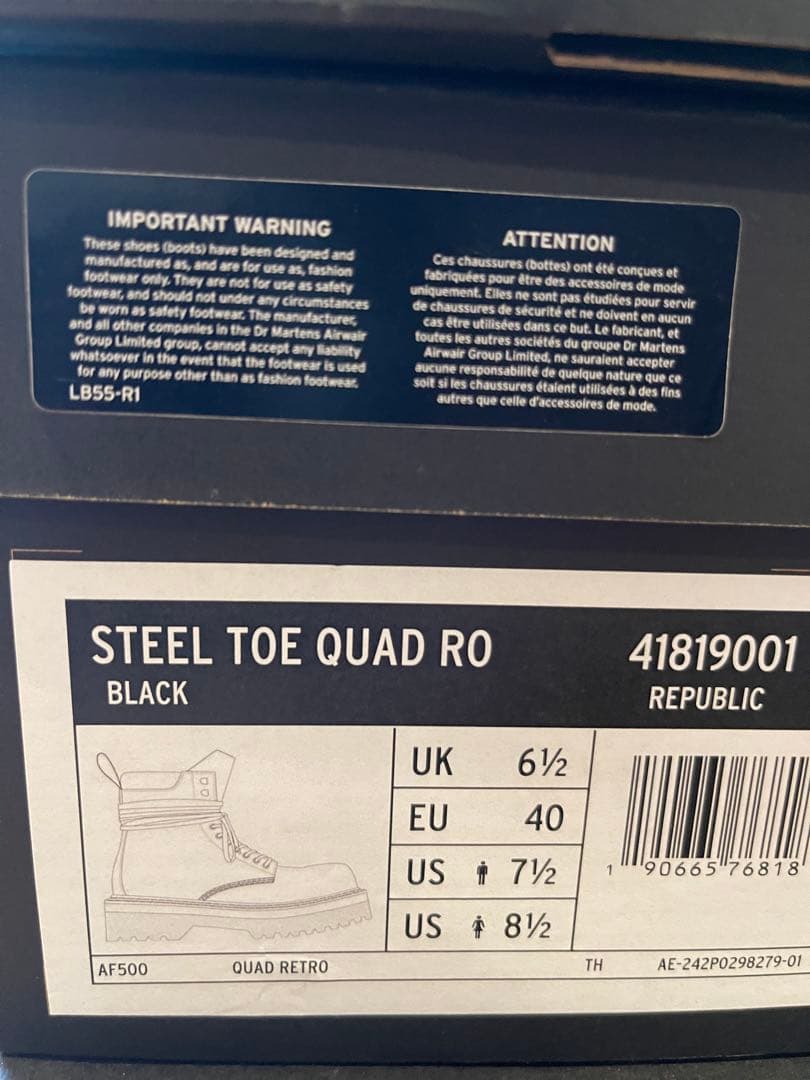 IMPORTANT WARNING
These shoes (boots) have been designed and
manufactured as, and are for use as, fashion
footwear only. They are not for use as safety
footwear, and should not under any circumstances
be worn as safety footwear. The manufacturer,
and all other companies in the Dr Martens Airwair
Group Limited group, cannot accept any liability
whatsoever in the event that the footwear is used
for any purpose other than as fashion footwear.
LB55-R1
ATTENTION
Ces chaussures (bottes) ont été conçues et
fabriquées pour être des accessoires de mode
uniquement. Elles ne sont pas étudiées pour servir
de chaussures de sécurité et ne doivent en aucun
cas être utilisées dans ce but. Le fabricant, et
toutes les autres sociétés du groupe Dr Martens
Airwair Group Limited, ne sauraient accepter
aucune responsabilité de quelque nature que ce
soit si les chaussures étaient utilisées à des fins
autres que celle d'accessoires de mode.
STEEL TOE QUAD RO
41819001
BLACK
REPUBLIC
UK 6½
EU 40
US 7½
US 8½
1 90665 76818
AF500
QUAD RETRO
TH
AE-242P0298279-01